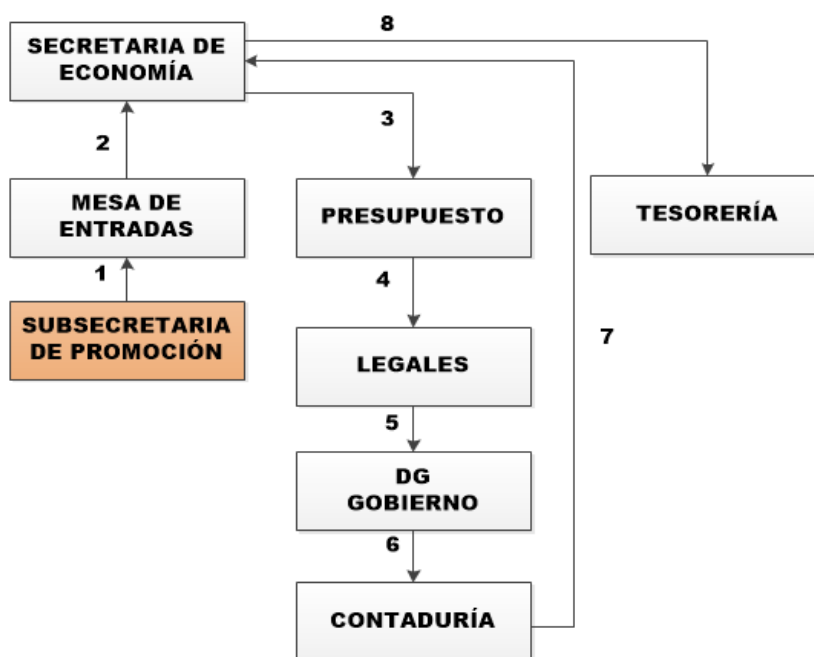 8
SECRETARIA DE
ECONOMÍA
3
2
MESA DE
ENTRADAS
PRESUPUESTO
TESORERÍA
1
4
SUBSECRETARIA
DE PROMOCIÓN
7
LEGALES
5
DG
GOBIERNO
6
CONTADURÍA